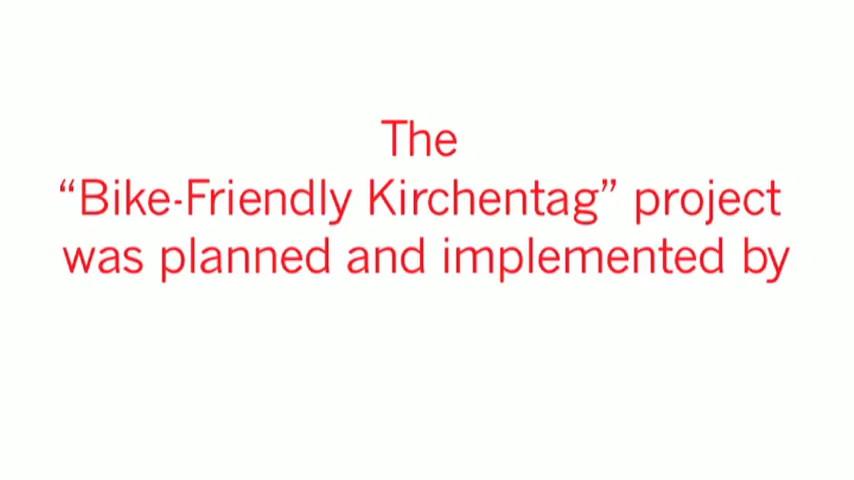 The
“Bike-Friendly Kirchentag” project
was planned and implemented by